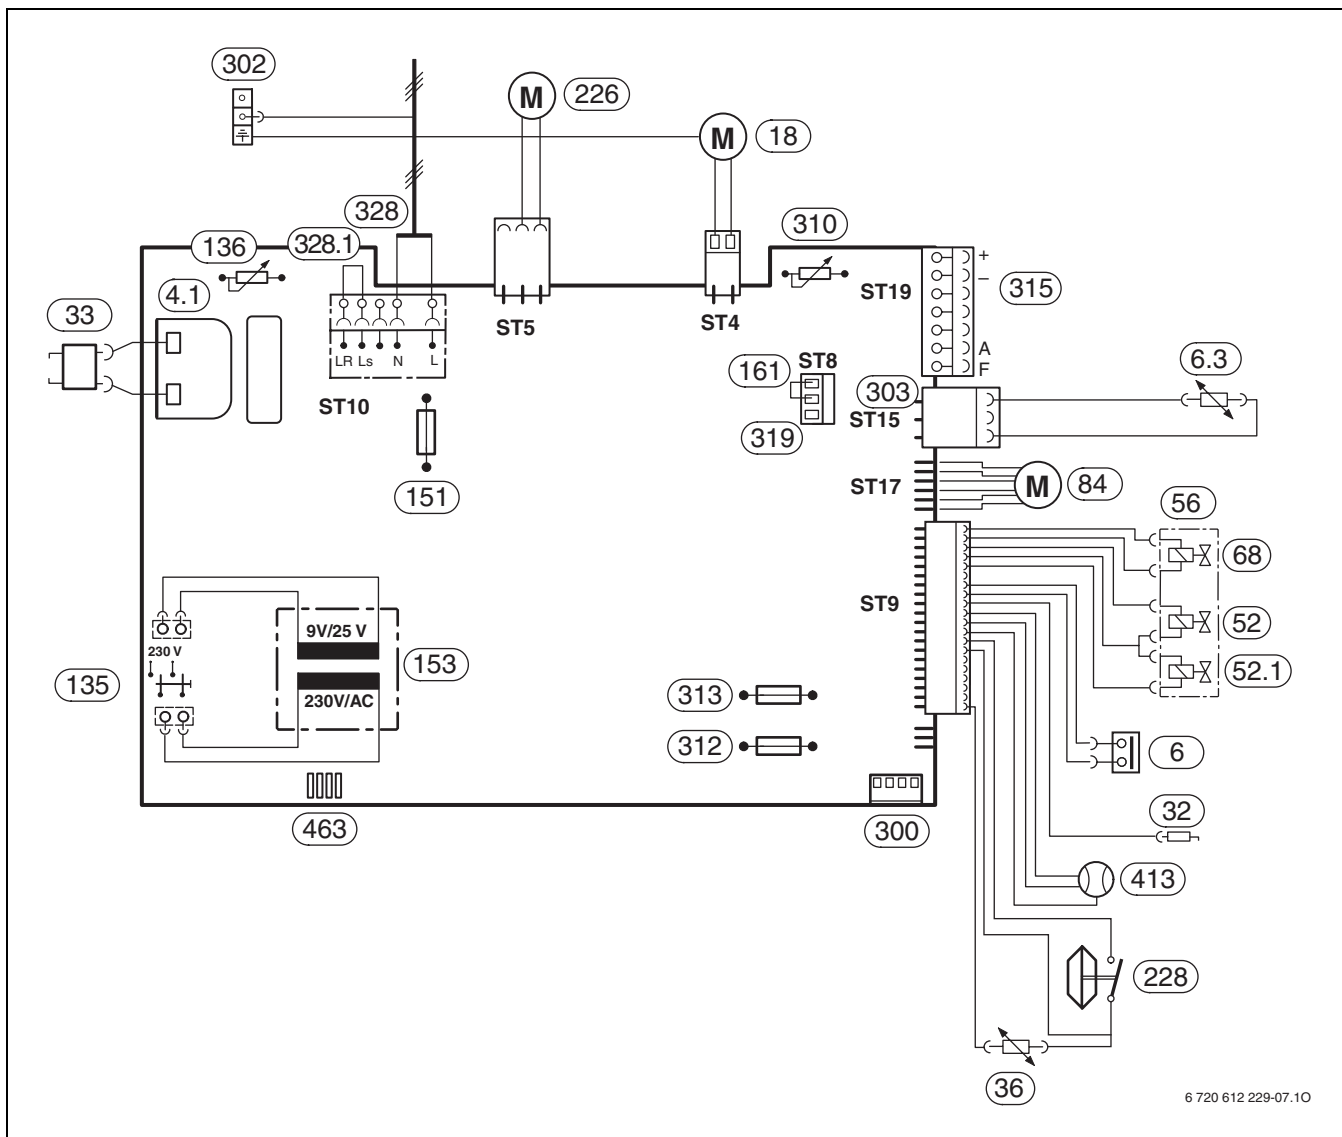 302
M
226
M
18
328
136
328.1
310
4.1
33
ST19
+
–
315
ST5
ST4
A
F
6.3
LR
Ls
N
L
ST8
161
303
ST10
ST15
319
151
ST17
M
84
56
68
ST9
52
52.1
9V/25 V
230 V
153
135
230V/AC
313
312
6
463
300
32
413
228
36
6 720 612 229-07.1O